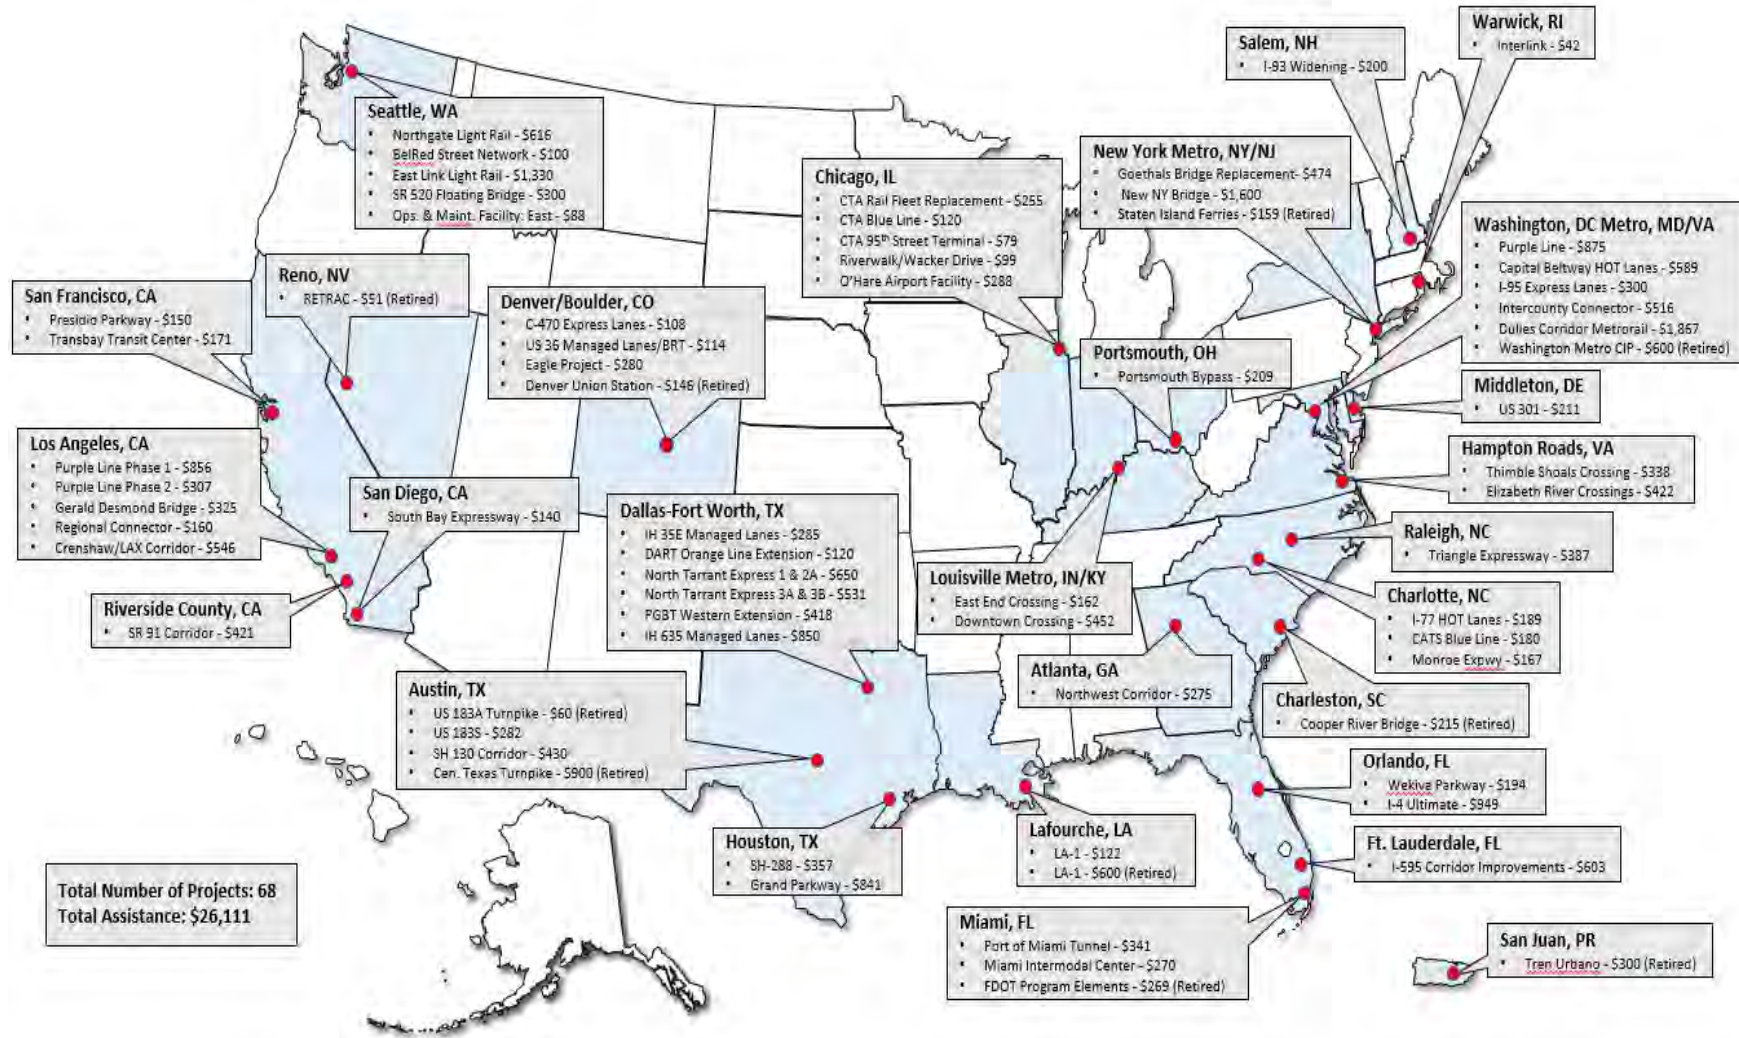 Warwick, RI
Interlink - $42
Salem, NH
I-93 Widening - $200
Seattle, WA
Northgate Light Rail - $616
BelRed Street Network - $100
East Link Light Rail - $1,330
SR 520 Floating Bridge - $300
Ops. & Maint. Facility: East - $88
Chicago, IL
CTA Rail Fleet Replacement - $255
CTA Blue Line - $120
CTA 95th Street Terminal - $79
Riverwalk/Wacker Drive - $99
O'Hare Airport Facility - $288
New York Metro, NY/NJ
Goethals Bridge Replacement- $474
New NY Bridge - $1,600
Staten Island Ferries - $159 (Retired)
Washington, DC Metro, MD/VA
Purple Line - $875
Capital Beltway HOT Lanes - $589
I-95 Express Lanes - $300
Intercounty Connector - $516
Dulles Corridor Metrorail - $1,867
Washington Metro CIP - $600 (Retired)
San Francisco, CA
Presidio Parkway - $150
Transbay Transit Center - $171
Reno, NV
RETRAC - $51 (Retired)
Denver/Boulder, CO
C-470 Express Lanes - $108
US 36 Managed Lanes/BRT - $114
Eagle Project - $280
Denver Union Station - $146 (Retired)
Portsmouth, OH
Portsmouth Bypass - $209
Middleton, DE
US 301 - $211
Los Angeles, CA
Purple Line Phase 1 - $856
Purple Line Phase 2 - $307
Gerald Desmond Bridge - $325
Regional Connector - $160
Crenshaw/LAX Corridor - $546
San Diego, CA
South Bay Expressway - $140
Dallas-Fort Worth, TX
IH 35E Managed Lanes - $285
DART Orange Line Extension - $120
North Tarrant Express 1 & 2A - $650
North Tarrant Express 3A & 3B - $531
PGBT Western Extension - $418
IH 635 Managed Lanes - $850
Hampton Roads, VA
Thimble Shoals Crossing - $338
Elizabeth River Crossings - $422
Raleigh, NC
Triangle Expressway - $387
Louisville Metro, IN/KY
East End Crossing - $162
Downtown Crossing - $452
Charlotte, NC
I-77 HOT Lanes - $189
CATS Blue Line - $180
Monroe Expwy - $167
Riverside County, CA
SR 91 Corridor - $421
Atlanta, GA
Northwest Corridor - $275
Charleston, SC
Cooper River Bridge - $215 (Retired)
Austin, TX
US 183A Turnpike - $60 (Retired)
US 183S - $282
SH 130 Corridor - $430
Cen. Texas Turnpike - $900 (Retired)
Orlando, FL
Wekiva Parkway - $194
I-4 Ultimate - $949
Houston, TX
SH-288 - $357
Grand Parkway - $841
Lafourche, LA
LA-1 - $122
LA-1 - $600 (Retired)
Ft. Lauderdale, FL
I-595 Corridor Improvements - $603
Total Number of Projects: 68
Total Assistance: $26,111
Miami, FL
Port of Miami Tunnel - $341
Miami Intermodal Center - $270
FDOT Program Elements - $269 (Retired)
San Juan, PR
Tren Urbano - $300 (Retired)